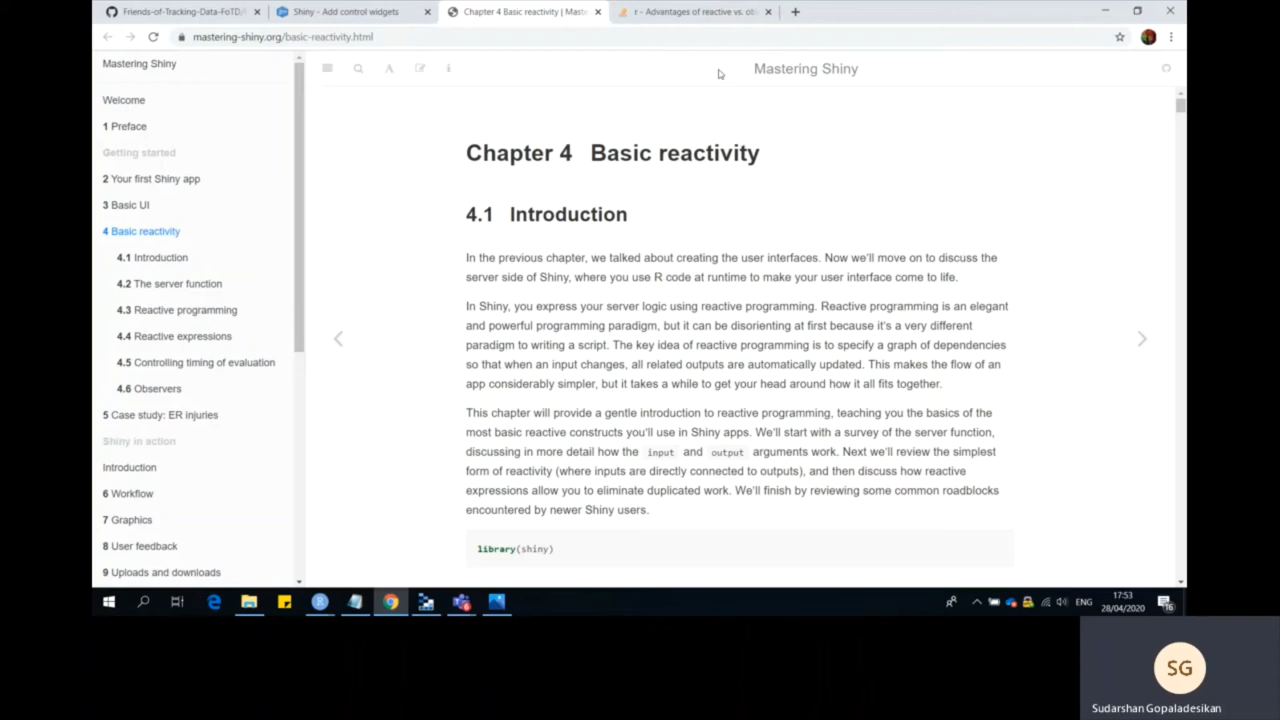 Friends-of-Tracking-Data-FoTD/
Shiny - Add control widgets
Chapter 4 Basic reactivity | Maste
r - Advantages of reactive vs. ob
mastering-shiny.org/basic-reactivity.html
Mastering Shiny
Mastering Shiny
Welcome
1 Preface
Getting started
2 Your first Shiny app
3 Basic UI
4 Basic reactivity
4.1 Introduction
4.2 The server function
4.3 Reactive programming
4.4 Reactive expressions
4.5 Controlling timing of evaluation
4.6 Observers
5 Case study: ER injuries
Shiny in action
Introduction
6 Workflow
7 Graphics
8 User feedback
9 Uploads and downloads
Chapter 4 Basic reactivity
4.1 Introduction
In the previous chapter, we talked about creating the user interfaces. Now we'll move on to discuss the
server side of Shiny, where you use R code at runtime to make your user interface come to life.
In Shiny, you express your server logic using reactive programming. Reactive programming is an elegant
and powerful programming paradigm, but it can be disorienting at first because it's a very different
paradigm to writing a script. The key idea of reactive programming is to specify a graph of dependencies
so that when an input changes, all related outputs are automatically updated. This makes the flow of an
app considerably simpler, but it takes a while to get your head around how it all fits together.
This chapter will provide a gentle introduction to reactive programming, teaching you the basics of the
most basic reactive constructs you'll use in Shiny apps. We'll start with a survey of the server function,
discussing in more detail how the input and output arguments work. Next we'll review the simplest
form of reactivity (where inputs are directly connected to outputs), and then discuss how reactive
expressions allow you to eliminate duplicated work. We'll finish by reviewing some common roadblocks
encountered by newer Shiny users.
library(shiny)
ENG
17:53
28/04/2020
16
SG
Sudarshan Gopaladesikan